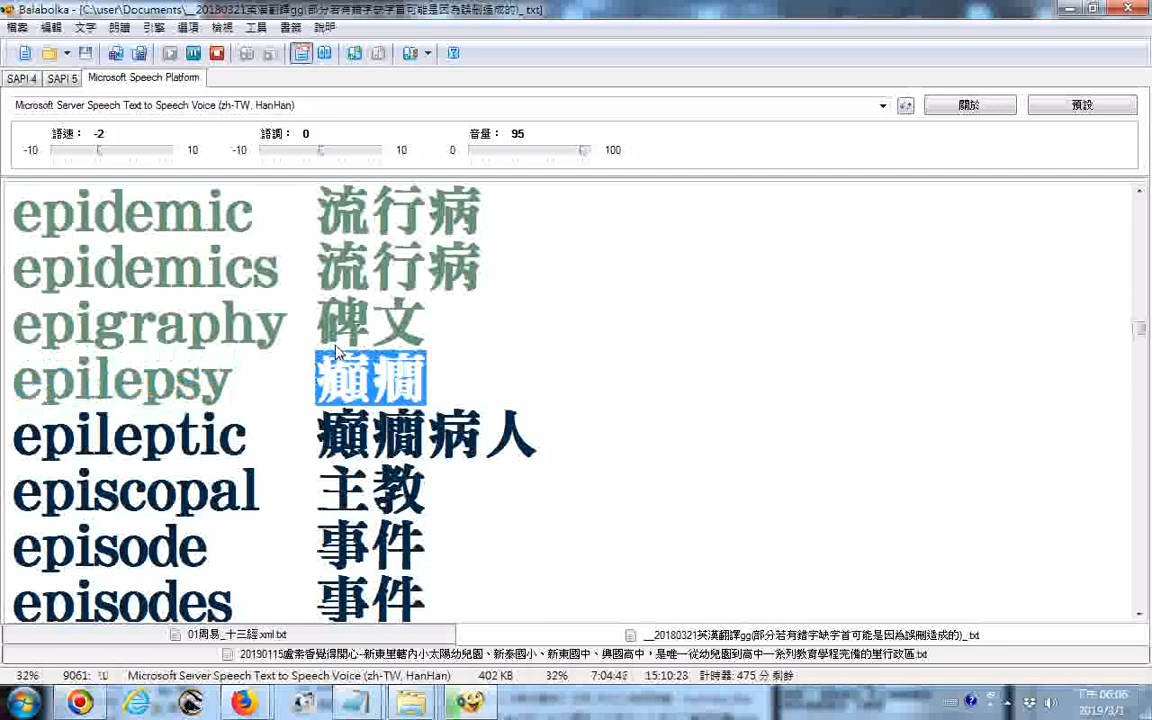 Balabolka - [C:\user\Documents\__20180321英漢翻譯gg(部分若有錯字缺字首可能是因為誤刪造成的)_.txt]
檔案 編輯 文字 朗讀 引擎 選項 檢視 工具 書籤 說明
SAPI 4 SAPI 5 Microsoft Speech Platform
Microsoft Server Speech Text to Speech Voice (zh-TW, HanHan) 關於 預設
語速： -2 語調： 0 音量： 95
-10 10 -10 10 0 100
epidemic 流行病
epidemics 流行病
epigraphy 碑文
epilepsy 癲癇
epileptic 癲癇病人
episcopal 主教
episode 事件
episodes 事件
01周易_十三經.xml.txt __20180321英漢翻譯gg(部分若有錯字缺字首可能是因為誤刪造成的)_.txt
20190115盧素香覺得開心-新東里轄內小太陽幼兒園、新泰國小、新東國中、興國高中，是唯一從幼兒園到高中一系列教育學程完備的里行政區.txt
32% 9061: 10 Microsoft Server Speech Text to Speech Voice (zh-TW, HanHan) 402 KB 32% 7:04:42 15:10:28 計時器: 475 分 剩餘
下午 06:06
2019/3/1